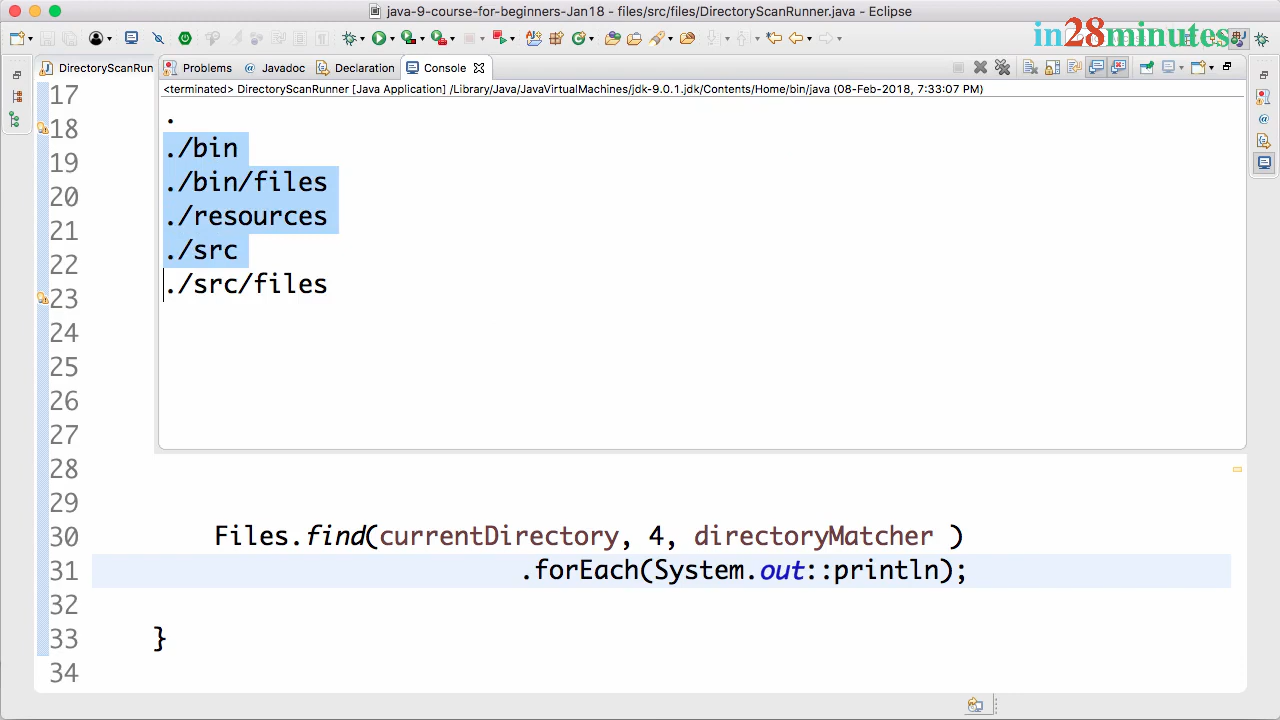 java-9-course-for-beginners-Jan18 - files/src/files/DirectoryScanRunner.java - Eclipse
in28minutes
DirectoryScanRun
Problems
@ Javadoc
Declaration
Console
<terminated> DirectoryScanRunner [Java Application] /Library/Java/JavaVirtualMachines/jdk-9.0.1.jdk/Contents/Home/bin/java (08-Feb-2018, 7:33:07 PM)
17
.
18
./bin
19
./bin/files
20
./resources
21
./src
22
./src/files
23
24
25
26
27
28
29
30 Files.find(currentDirectory, 4, directoryMatcher )
31 .forEach(System.out::println);
32
33 }
34